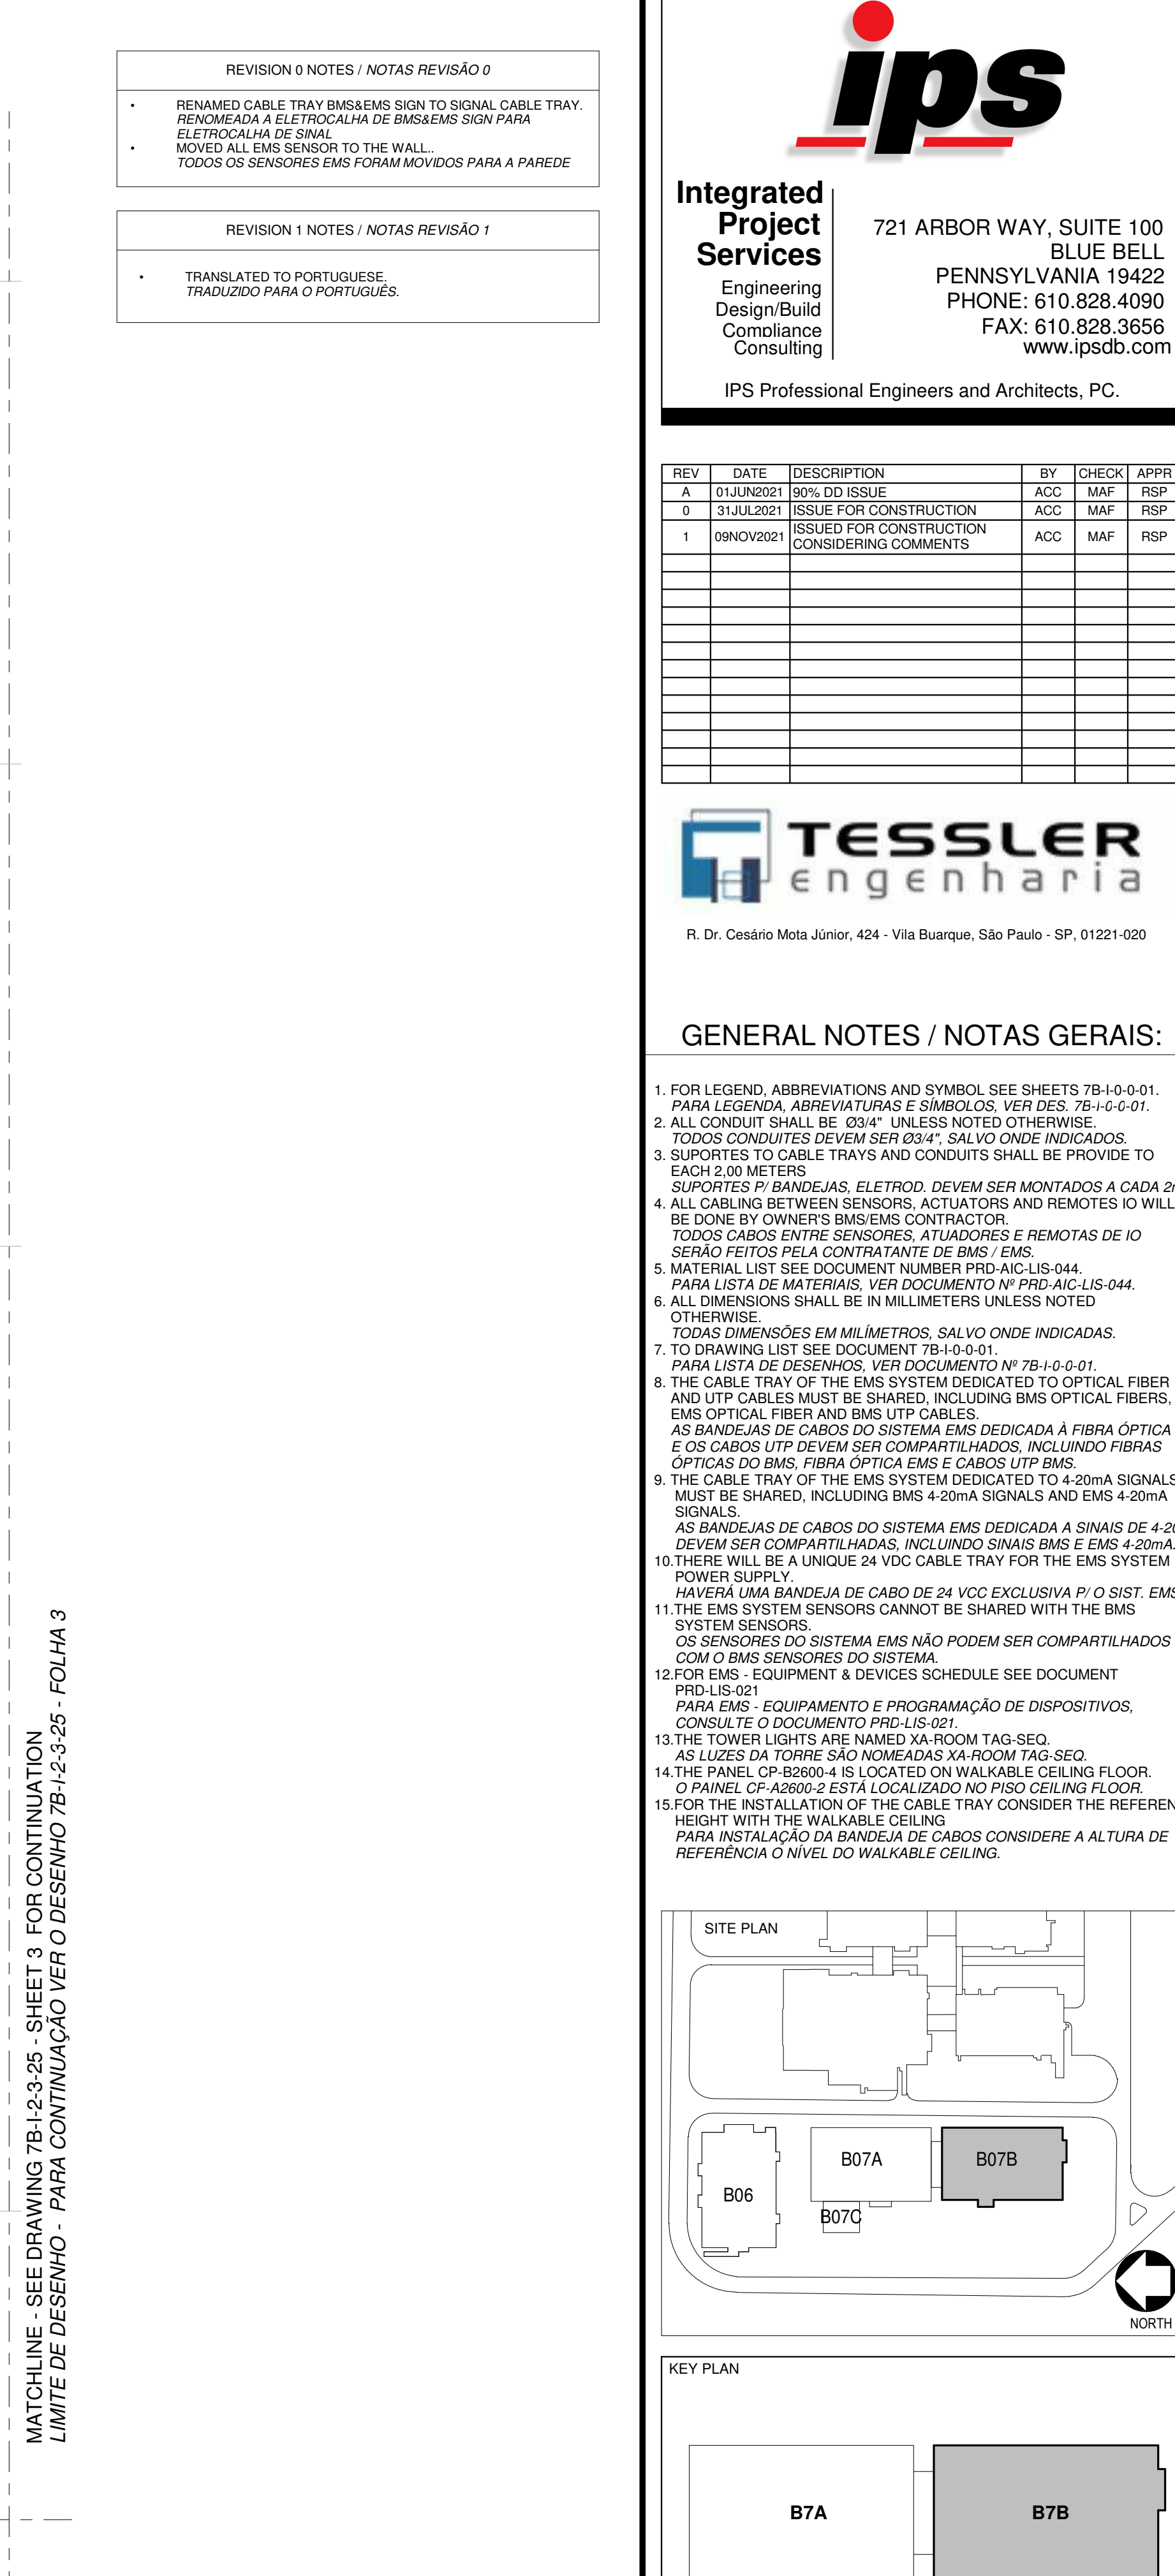 REVISION 0 NOTES / NOTAS REVISÃO 0
• RENAMED CABLE TRAY BMS&EMS SIGN TO SIGNAL CABLE TRAY.
RENOMEADA A ELETROCALHA DE BMS&EMS SIGN PARA
ELETROCALHA DE SINAL
• MOVED ALL EMS SENSOR TO THE WALL..
TODOS OS SENSORES EMS FORAM MOVIDOS PARA A PAREDE
REVISION 1 NOTES / NOTAS REVISÃO 1
• TRANSLATED TO PORTUGUESE.
TRADUZIDO PARA O PORTUGUÊS.
MATCHLINE - SEE DRAWING 7B-I-2-3-25 - SHEET 3 FOR CONTINUATION
LIMITE DE DESENHO - PARA CONTINUAÇÃO VER O DESENHO 7B-I-2-3-25 - FOLHA 3
ips
Integrated
Project
Services
Engineering
Design/Build
Compliance
Consulting
721 ARBOR WAY, SUITE 100
BLUE BELL
PENNSYLVANIA 19422
PHONE: 610.828.4090
FAX: 610.828.3656
www.ipsdb.com
IPS Professional Engineers and Architects, PC.
REV DATE DESCRIPTION BY CHECK APPR
A 01JUN2021 90% DD ISSUE ACC MAF RSP
0 31JUL2021 ISSUE FOR CONSTRUCTION ACC MAF RSP
1 09NOV2021 ISSUED FOR CONSTRUCTION
CONSIDERING COMMENTS ACC MAF RSP
TESSLER
engenharia
R. Dr. Cesário Mota Júnior, 424 - Vila Buarque, São Paulo - SP, 01221-020
GENERAL NOTES / NOTAS GERAIS:
1. FOR LEGEND, ABBREVIATIONS AND SYMBOL SEE SHEETS 7B-I-0-0-01.
PARA LEGENDA, ABREVIATURAS E SÍMBOLOS, VER DES. 7B-I-0-0-01.
2. ALL CONDUIT SHALL BE Ø3/4" UNLESS NOTED OTHERWISE.
TODOS CONDUITES DEVEM SER Ø3/4", SALVO ONDE INDICADOS.
3. SUPORTES TO CABLE TRAYS AND CONDUITS SHALL BE PROVIDE TO
EACH 2,00 METERS
SUPORTES P/ BANDEJAS, ELETROD. DEVEM SER MONTADOS A CADA
4. ALL CABLING BETWEEN SENSORS, ACTUATORS AND REMOTES IO WILL
BE DONE BY OWNER'S BMS/EMS CONTRACTOR.
TODOS CABOS ENTRE SENSORES, ATUADORES E REMOTAS DE IO
SERÃO FEITOS PELA CONTRATANTE DE BMS / EMS.
5. MATERIAL LIST SEE DOCUMENT NUMBER PRD-AIC-LIS-044.
PARA LISTA DE MATERIAIS, VER DOCUMENTO Nº PRD-AIC-LIS-044.
6. ALL DIMENSIONS SHALL BE IN MILLIMETERS UNLESS NOTED
OTHERWISE.
TODAS DIMENSÕES EM MILÍMETROS, SALVO ONDE INDICADAS.
7. TO DRAWING LIST SEE DOCUMENT 7B-I-0-0-01.
PARA LISTA DE DESENHOS, VER DOCUMENTO Nº 7B-I-0-0-01.
8. THE CABLE TRAY OF THE EMS SYSTEM DEDICATED TO OPTICAL FIBER
AND UTP CABLES MUST BE SHARED, INCLUDING BMS OPTICAL FIBERS,
EMS OPTICAL FIBER AND BMS UTP CABLES.
AS BANDEJAS DE CABOS DO SISTEMA EMS DEDICADA À FIBRA ÓPTICA
E OS CABOS UTP DEVEM SER COMPARTILHADOS, INCLUINDO FIBRAS
ÓPTICAS DO BMS, FIBRA ÓPTICA EMS E CABOS UTP BMS.
9. THE CABLE TRAY OF THE EMS SYSTEM DEDICATED TO 4-20mA SIGNALS
MUST BE SHARED, INCLUDING BMS 4-20mA SIGNALS AND EMS 4-20mA
SIGNALS.
AS BANDEJAS DE CABOS DO SISTEMA EMS DEDICADA A SINAIS DE
DEVEM SER COMPARTILHADAS, INCLUINDO SINAIS BMS E EMS 4-20mA.
10.THERE WILL BE A UNIQUE 24 VDC CABLE TRAY FOR THE EMS SYSTEM
POWER SUPPLY.
HAVERÁ UMA BANDEJA DE CABO DE 24 VCC EXCLUSIVA P/ O SIST. EMS
11.THE EMS SYSTEM SENSORS CANNOT BE SHARED WITH THE BMS
SYSTEM SENSORS.
OS SENSORES DO SISTEMA EMS NÃO PODEM SER COMPARTILHADOS
COM O BMS SENSORES DO SISTEMA.
12.FOR EMS - EQUIPMENT & DEVICES SCHEDULE SEE DOCUMENT
PRD-LIS-021
PARA EMS - EQUIPAMENTO E PROGRAMAÇÃO DE DISPOSITIVOS,
CONSULTE O DOCUMENTO PRD-LIS-021.
13.THE TOWER LIGHTS ARE NAMED XA-ROOM TAG-SEQ.
AS LUZES DA TORRE SÃO NOMEADAS XA-ROOM TAG-SEQ.
14.THE PANEL CP-B2600-4 IS LOCATED ON WALKABLE CEILING FLOOR.
O PAINEL CP-A2600-2 ESTÁ LOCALIZADO NO PISO CEILING FLOOR.
15.FOR THE INSTALLATION OF THE CABLE TRAY CONSIDER THE
HEIGHT WITH THE WALKABLE CEILING
PARA INSTALAÇÃO DA BANDEJA DE CABOS CONSIDERE A ALTURA DE
REFERÊNCIA O NÍVEL DO WALKABLE CEILING.
SITE PLAN
B07A
B07B
B06
B07C
NORTH
KEY PLAN
B7A
B7B